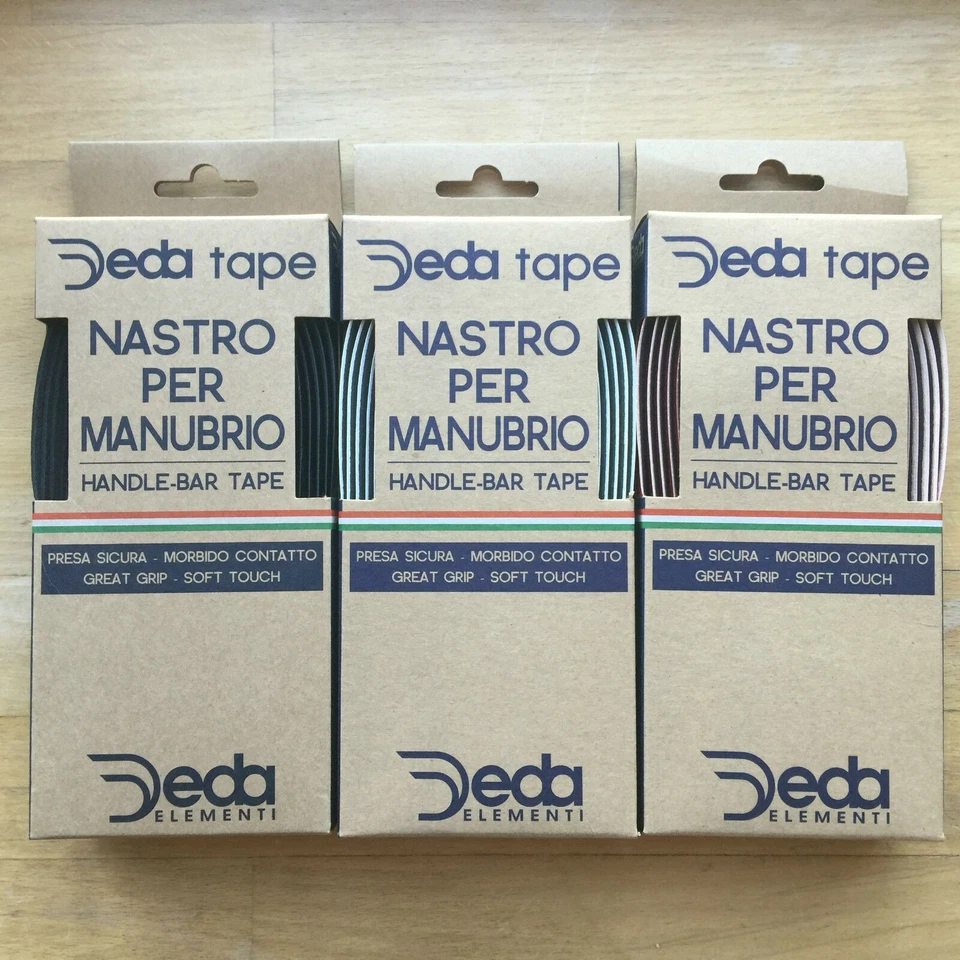 Deda tape
NASTRO
PER
MANUBRIO
HANDLE-BAR TAPE
PRESA SICURA - MORBIDO CONTATTO
GREAT GRIP - SOFT TOUCH
Deda
ELEMENTI
Deda tape
NASTRO
PER
MANUBRIO
HANDLE-BAR TAPE
PRESA SICURA - MORBIDO CONTATTO
GREAT GRIP - SOFT TOUCH
Deda
ELEMENTI
Deda tape
NASTRO
PER
MANUBRIO
HANDLE-BAR TAPE
PRESA SICURA - MORBIDO CONTATTO
GREAT GRIP - SOFT TOUCH
Deda
ELEMENTI